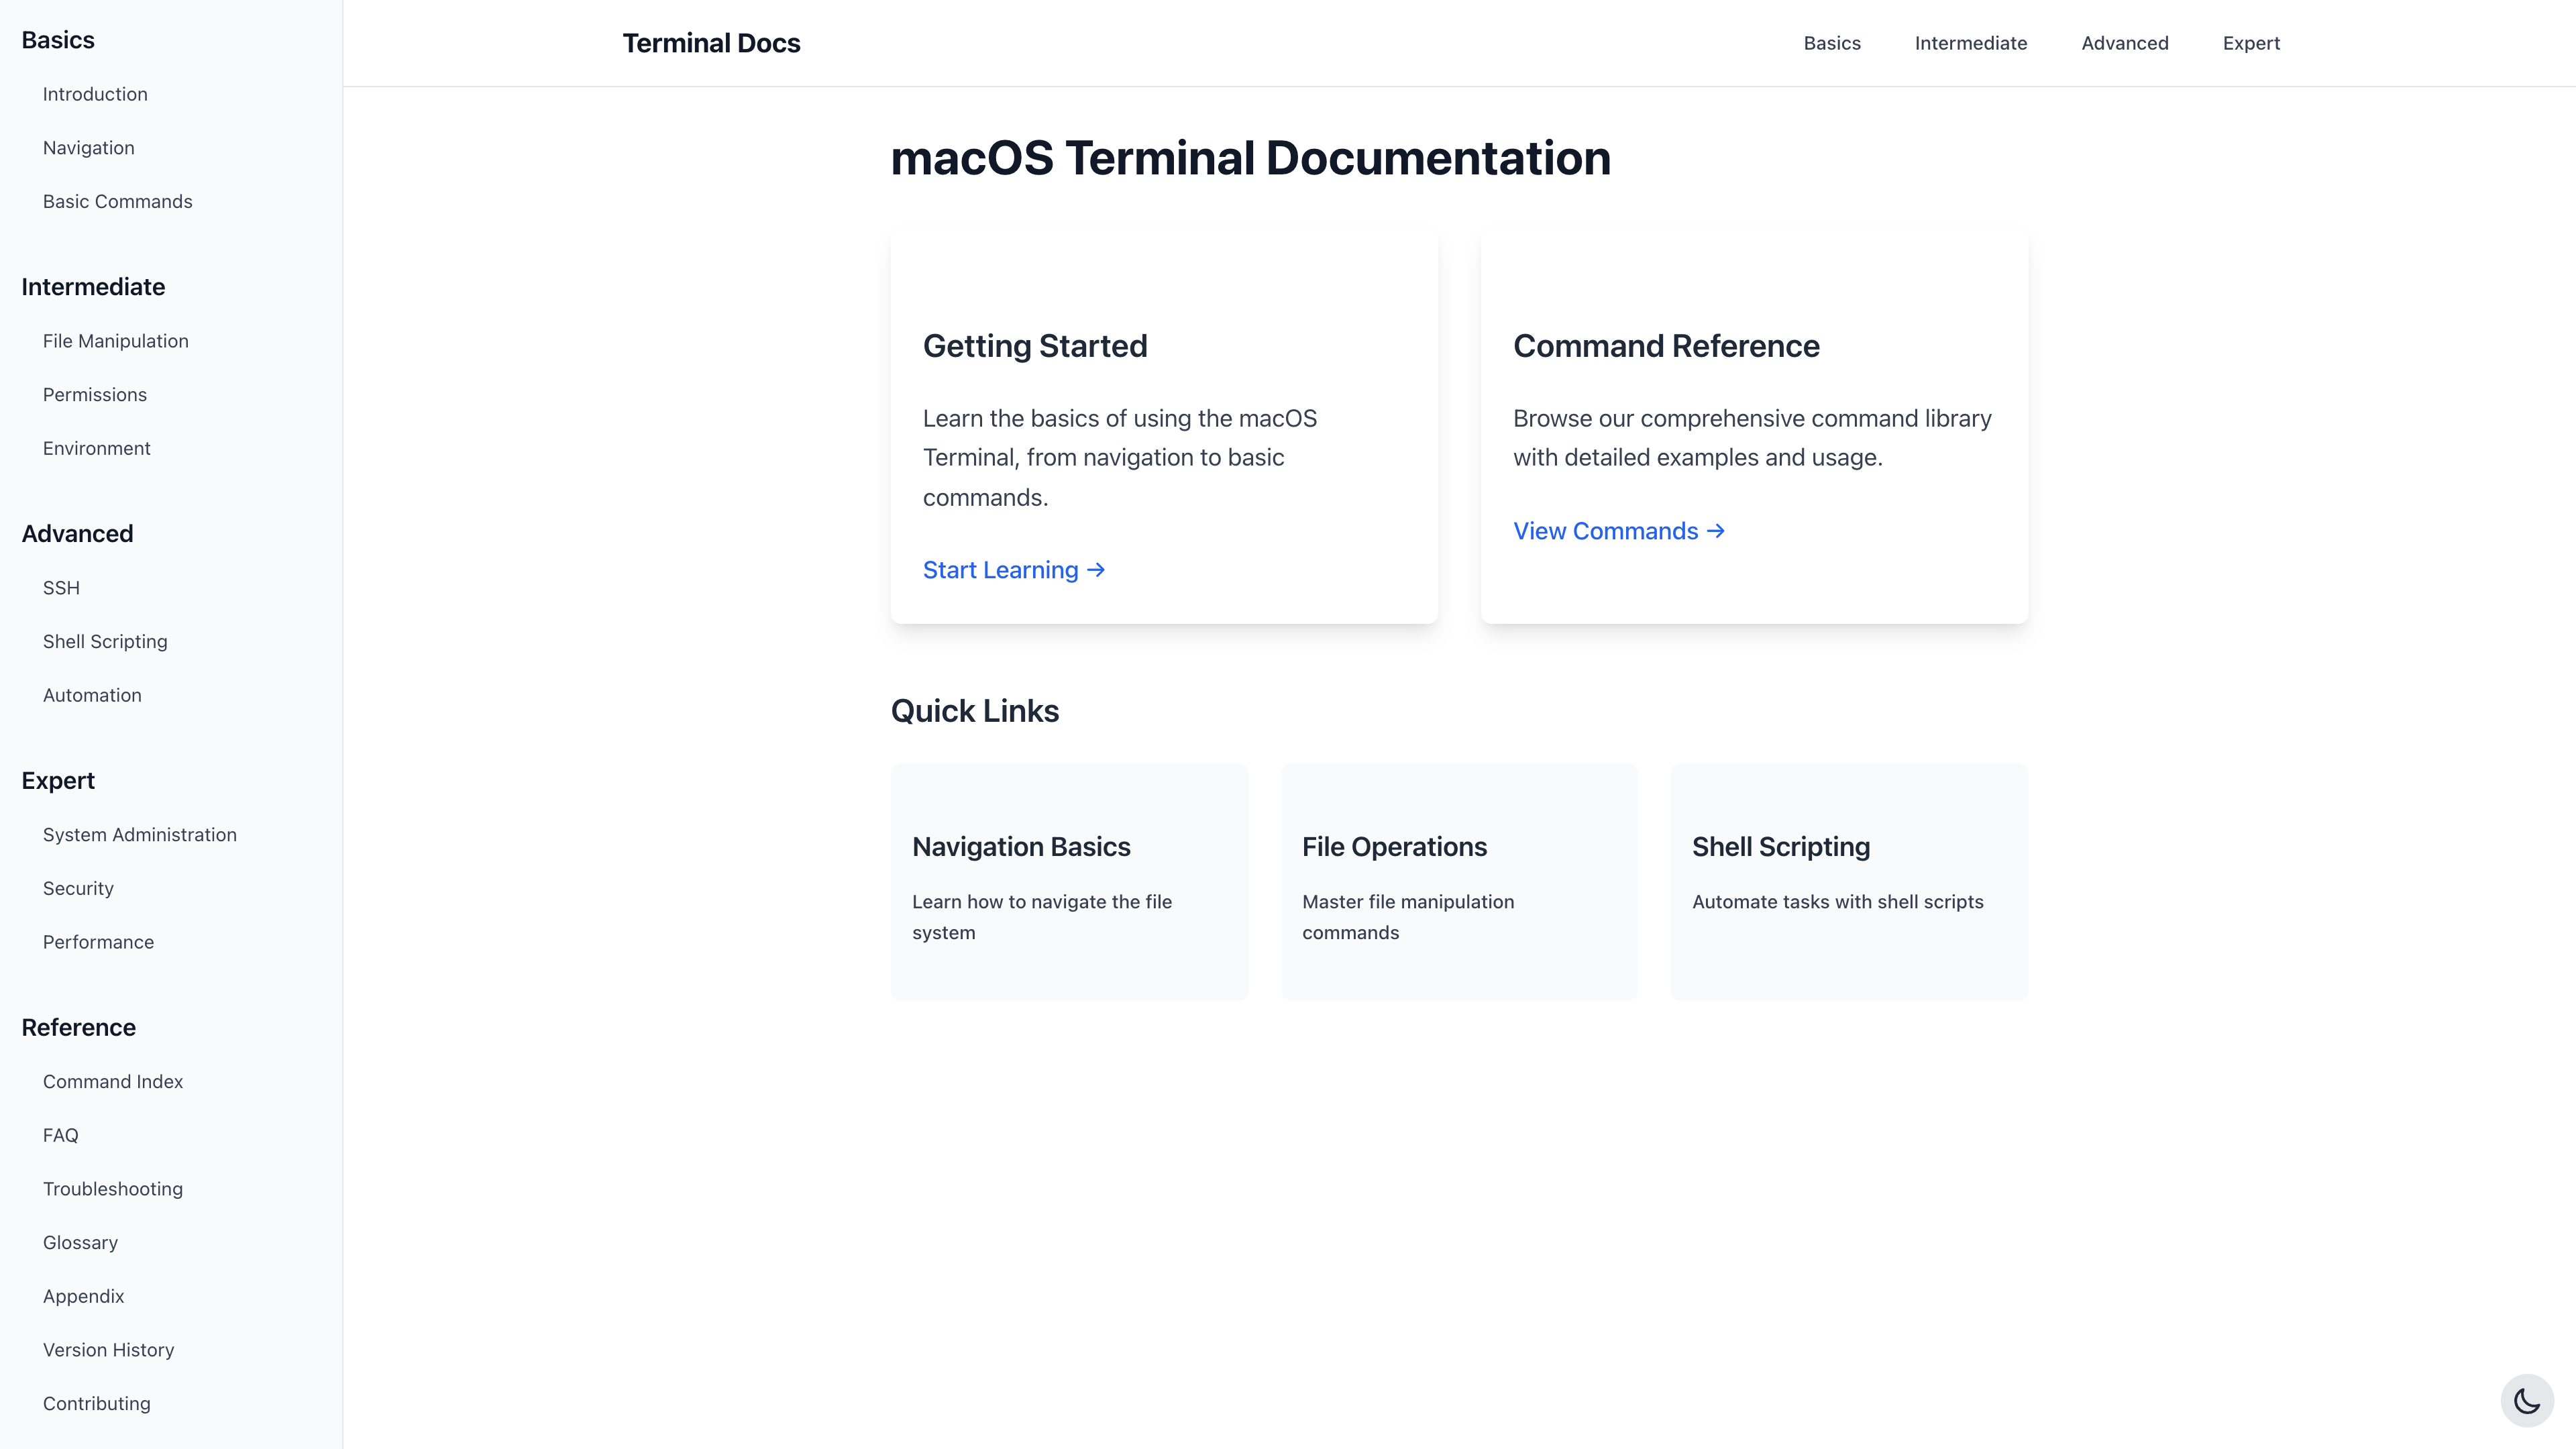 Basics
Introduction
Navigation
Basic Commands
Intermediate
File Manipulation
Permissions
Environment
Advanced
SSH
Shell Scripting
Automation
Expert
System Administration
Security
Performance
Reference
Command Index
FAQ
Troubleshooting
Glossary
Appendix
Version History
Contributing
Terminal Docs
Basics
Intermediate
Advanced
Expert
macOS Terminal Documentation
Getting Started
Learn the basics of using the macOS
Terminal, from navigation to basic
commands.
Start Learning →
Command Reference
Browse our comprehensive command library
with detailed examples and usage.
View Commands →
Quick Links
Navigation Basics
Learn how to navigate the file
system
File Operations
Master file manipulation
commands
Shell Scripting
Automate tasks with shell scripts